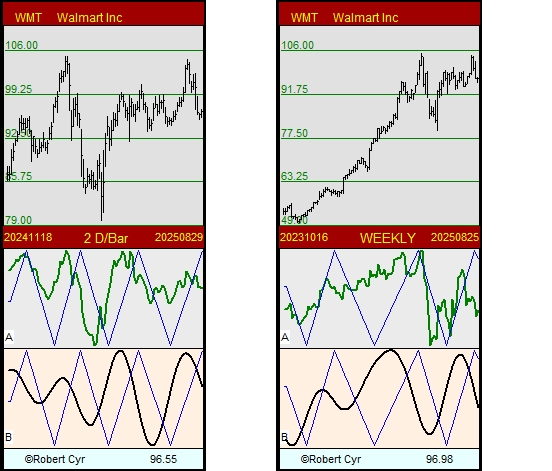 WMT Walmart Inc
106.00
99.25
92.50
85.75
79.00
20241118 2 D/Bar 20250829
A
B
©Robert Cyr 96.55
WMT Walmart Inc
106.00
91.75
77.50
63.25
20231016 WEEKLY 20250825
A
B
©Robert Cyr 96.98